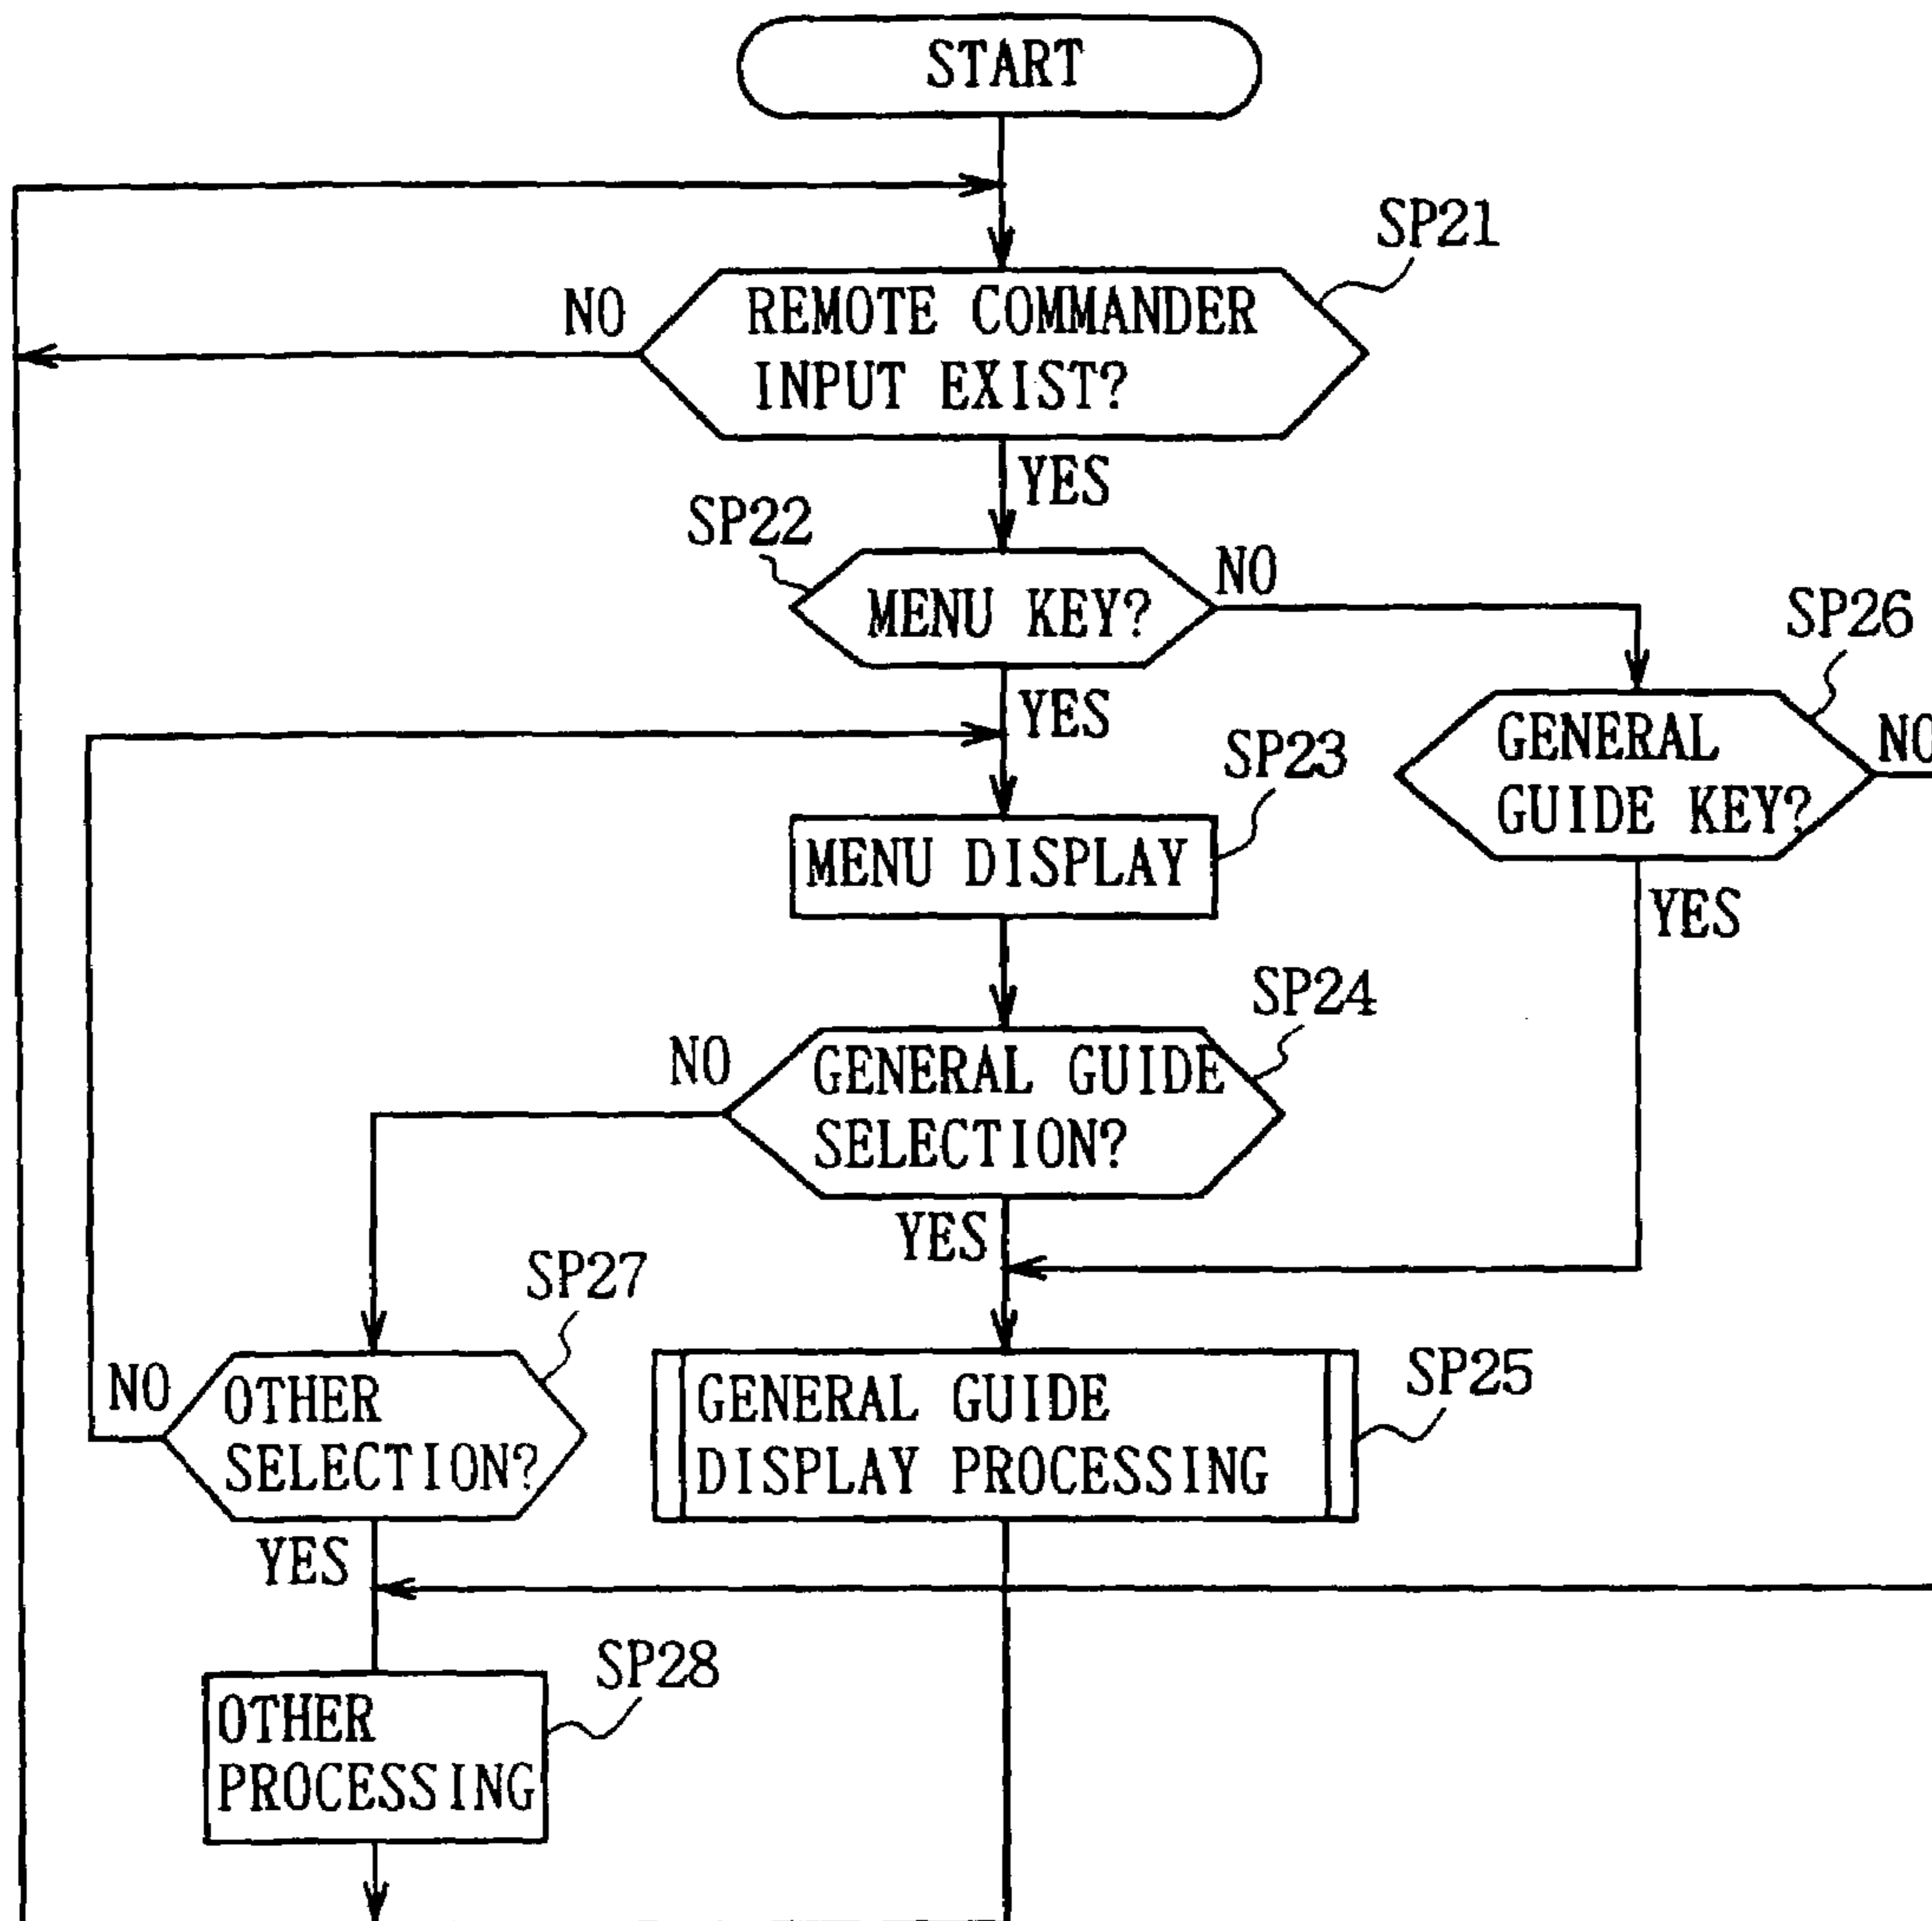 START
SP21
NO
REMOTE COMMANDER
INPUT EXIST?
YES
SP22
NO
MENU KEY?
SP26
YES
GENERAL
GUIDE KEY?
NO
SP23
MENU DISPLAY
YES
SP24
NO
GENERAL GUIDE
SELECTION?
YES
SP27
NO
OTHER
SELECTION?
GENERAL GUIDE
DISPLAY PROCESSING
SP25
YES
SP28
OTHER
PROCESSING